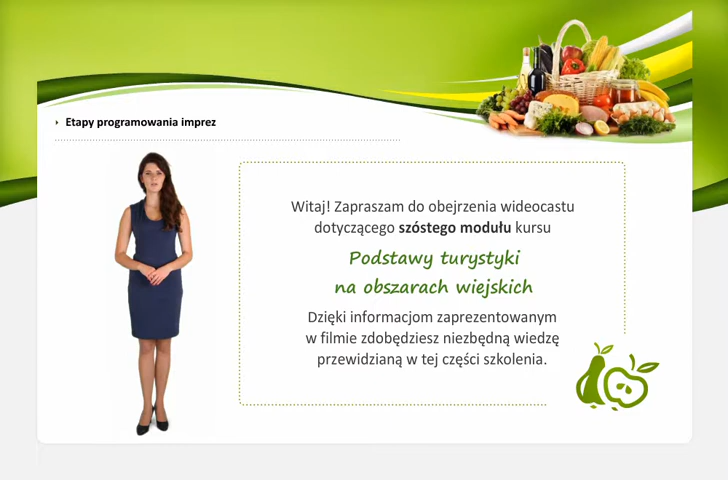 Etapy programowania imprez
Witaj! Zapraszam do obejrzenia wideocastu
dotyczącego szóstego modułu kursu
Podstawy turystyki
na obszarach wiejskich
Dzięki informacjom zaprezentowanym
w filmie zdobędziesz niezbędną wiedzę
przewidzianą w tej części szkolenia.